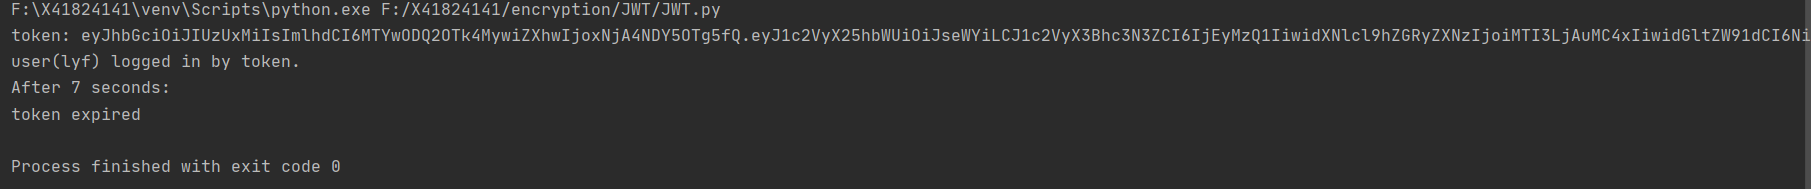 F:\X41824141\venv\Scripts\python.exe F:/X41824141/encryption/JWT/JWT.py
token: eyJhbGciOiJIUzUxMiIsImlhdCI6MTYwODQ2OTk4MywiZXhwIjoxNjA4NDY5OTg5fQ.eyJ1c2VyX25hbWUiOiJseWYiLCJ1c2VyX3Bhc3N3ZCI6IjEyMzQ1IiwidXNlcl9hZGRyZXNzIjoiMTI3LjAuMC4xIiwidGltZW91dCI6Ni
user(lyf) logged in by token.
After 7 seconds:
token expired
Process finished with exit code 0